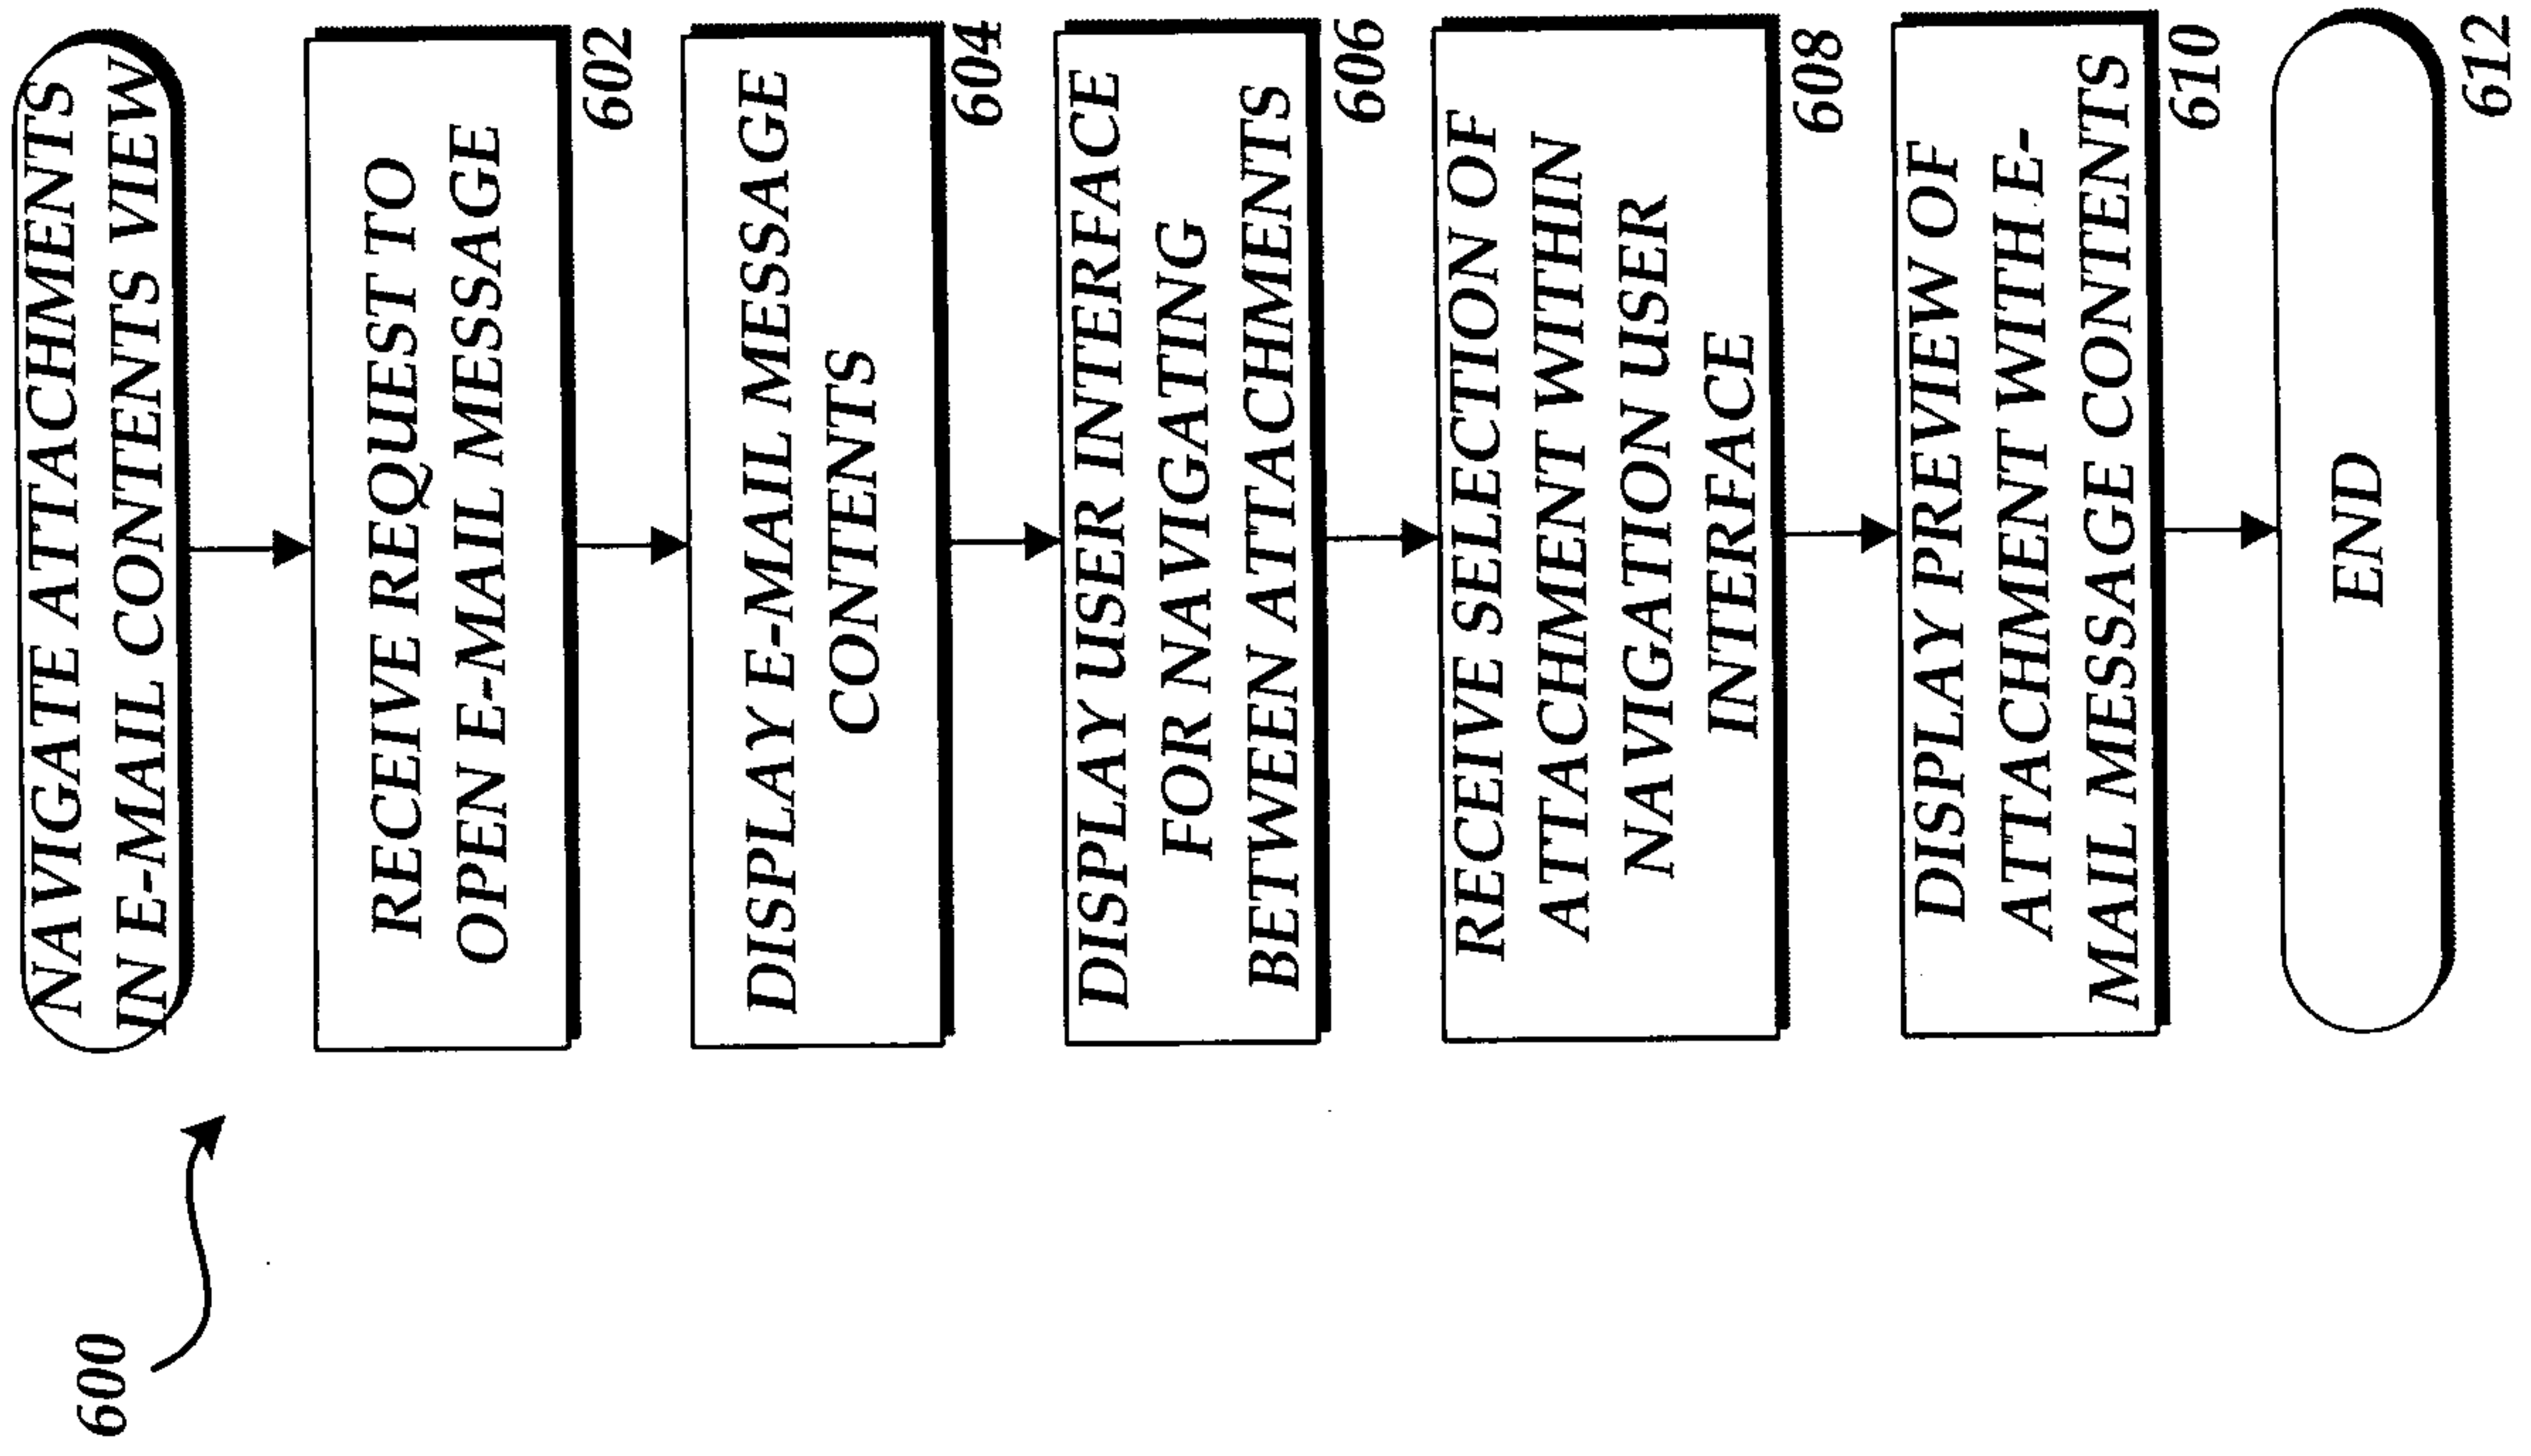 600
NAVIGATE ATTACHMENTS
IN E-MAIL CONTENTS VIEW
RECEIVE REQUEST TO
OPEN E-MAIL MESSAGE
602
DISPLAY E-MAIL MESSAGE
CONTENTS
604
DISPLAY USER INTERFACE
FOR NAVIGATING
BETWEEN ATTACHMENTS
606
RECEIVE SELECTION OF
ATTACHMENT WITHIN
NAVIGATION USER
INTERFACE
608
DISPLAY PREVIEW OF
ATTACHMENT WITH E-
MAIL MESSAGE CONTENTS
610
END
612